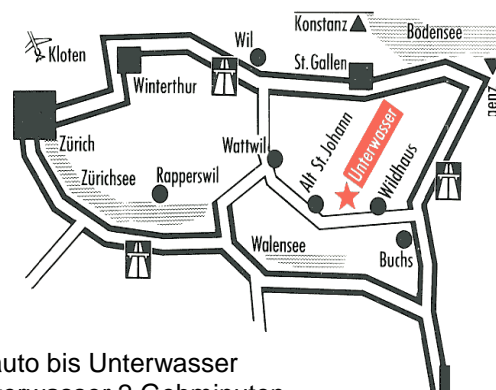 Konstanz
Bodensee
Kloten
Wil
St. Gallen
genz
Winterthur
Zürich
Wattwil
Alt St. Johann
Unterwasser
Wildhaus
Zürichsee
Rapperswil
Walensee
Buchs
auto bis Unterwasser